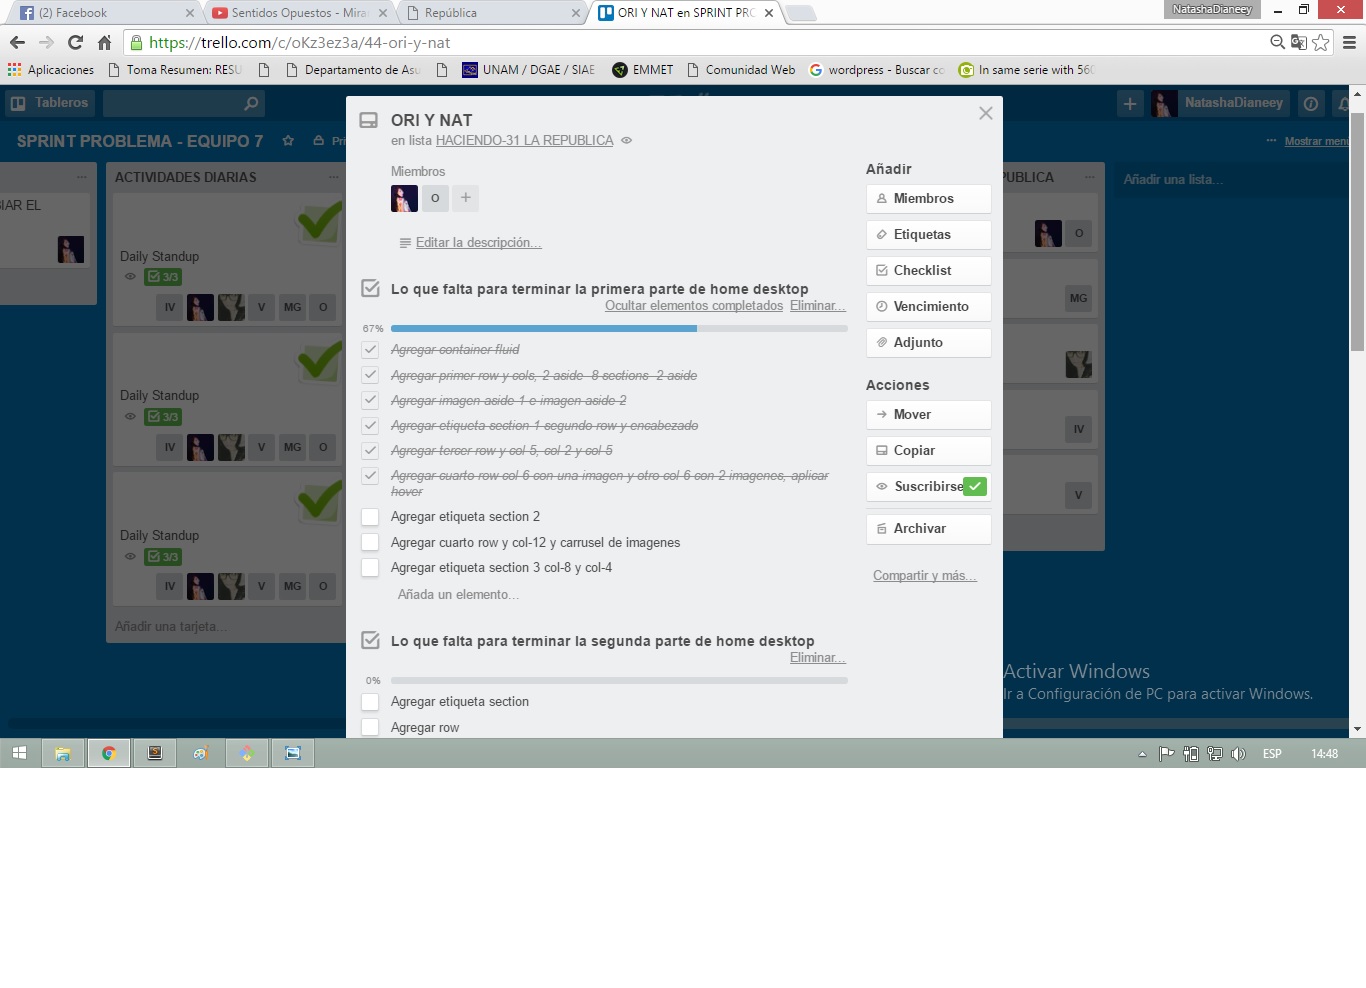 NatashaDianeey
(2) Facebook
Sentidos Opuestos - Mira
República
ORI Y NAT en SPRINT PRO
https://trello.com/c/oKz3ez3a/44-ori-y-nat
Aplicaciones
Toma Resumen: RESU
Departamento de Asu
UNAM / DGAE / SIAE
EMMET
Comunidad Web
wordpress - Buscar co
In same serie with 560
Tableros
NatashaDianeey
SPRINT PROBLEMA - EQUIPO 7
Pri
Mostrar menú
IAR EL
ACTIVIDADES DIARIAS
Daily Standup
3/3
IV
V
MG
O
Daily Standup
3/3
IV
V
MG
O
Daily Standup
3/3
IV
V
MG
O
Añadir una tarjeta...
ORI Y NAT
en lista HACIENDO-31 LA REPUBLICA
Miembros
O
+
Editar la descripción...
Lo que falta para terminar la primera parte de home desktop
Ocultar elementos completados Eliminar...
67%
Agregar container fluid
Agregar primer row y cols, 2 aside -8 sections -2 aside
Agregar imagen aside 1 e imagen aside 2
Agregar etiqueta section 1 segundo row y encabezado
Agregar tercer row y col-5, col-2 y col-5
Agregar cuarto row col-6 con una imagen y otro col-6 con 2 imagenes, aplicar
hover
Agregar etiqueta section 2
Agregar cuarto row y col-12 y carrusel de imagenes
Agregar etiqueta section 3 col-8 y col-4
Añada un elemento...
Lo que falta para terminar la segunda parte de home desktop
Eliminar...
0%
Agregar etiqueta section
Agregar row
Añadir
Miembros
Etiquetas
Checklist
Vencimiento
Adjunto
Acciones
Mover
Copiar
Suscribirse
Archivar
Compartir y más...
PUBLICA
O
MG
IV
V
Añadir una lista...
Activar Windows
Ir a Configuración de PC para activar Windows.
ESP
14:48